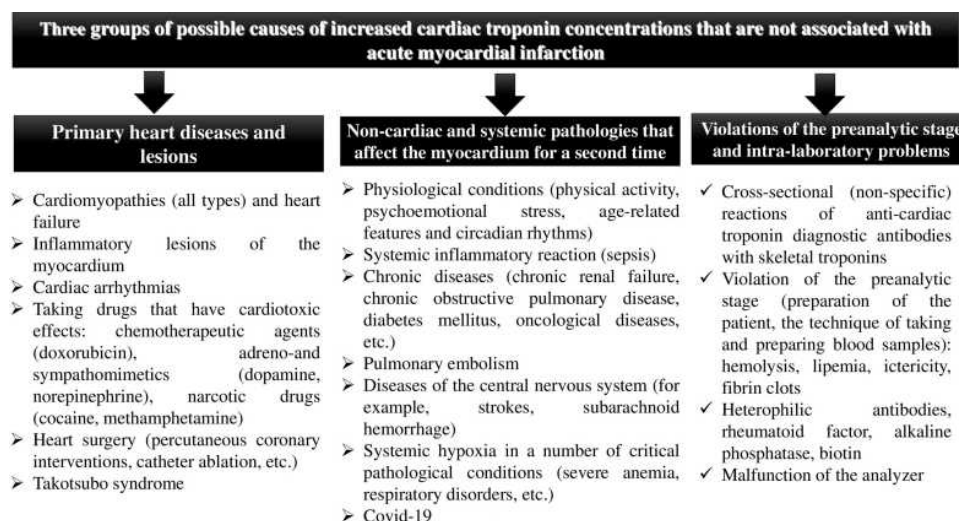 Three groups of possible causes of increased cardiac troponin concentrations that are not associated with
acute myocardial infarction
Primary heart diseases and
lesions
➢ Cardiomyopathies (all types) and heart
failure
➢ Inflammatory lesions of the
myocardium
➢ Cardiac arrhythmias
➢ Taking drugs that have cardiotoxic
effects: chemotherapeutic agents
(doxorubicin), adreno-and
sympathomimetics (dopamine,
norepinephrine), narcotic drugs
(cocaine, methamphetamine)
➢ Heart surgery (percutaneous coronary
interventions, catheter ablation, etc.)
➢ Takotsubo syndrome
Non-cardiac and systemic pathologies that
affect the myocardium for a second time
➢ Physiological conditions (physical activity,
psychoemotional stress, age-related
features and circadian rhythms)
➢ Systemic inflammatory reaction (sepsis)
➢ Chronic diseases (chronic renal failure,
chronic obstructive pulmonary disease,
diabetes mellitus, oncological diseases,
etc.)
➢ Pulmonary embolism
➢ Diseases of the central nervous system (for
example, strokes, subarachnoid
hemorrhage)
➢ Systemic hypoxia in a number of critical
pathological conditions (severe anemia,
respiratory disorders, etc.)
➢ Covid-19
Violations of the preanalytic stage
and intra-laboratory problems
✓ Cross-sectional (non-specific)
reactions of anti-cardiac
troponin diagnostic antibodies
with skeletal troponins
✓ Violation of the preanalytic
stage (preparation of the
patient, the technique of taking
and preparing blood samples):
hemolysis, lipemia, ictericity,
fibrin clots
✓ Heterophilic antibodies,
rheumatoid factor, alkaline
phosphatase, biotin
✓ Malfunction of the analyzer